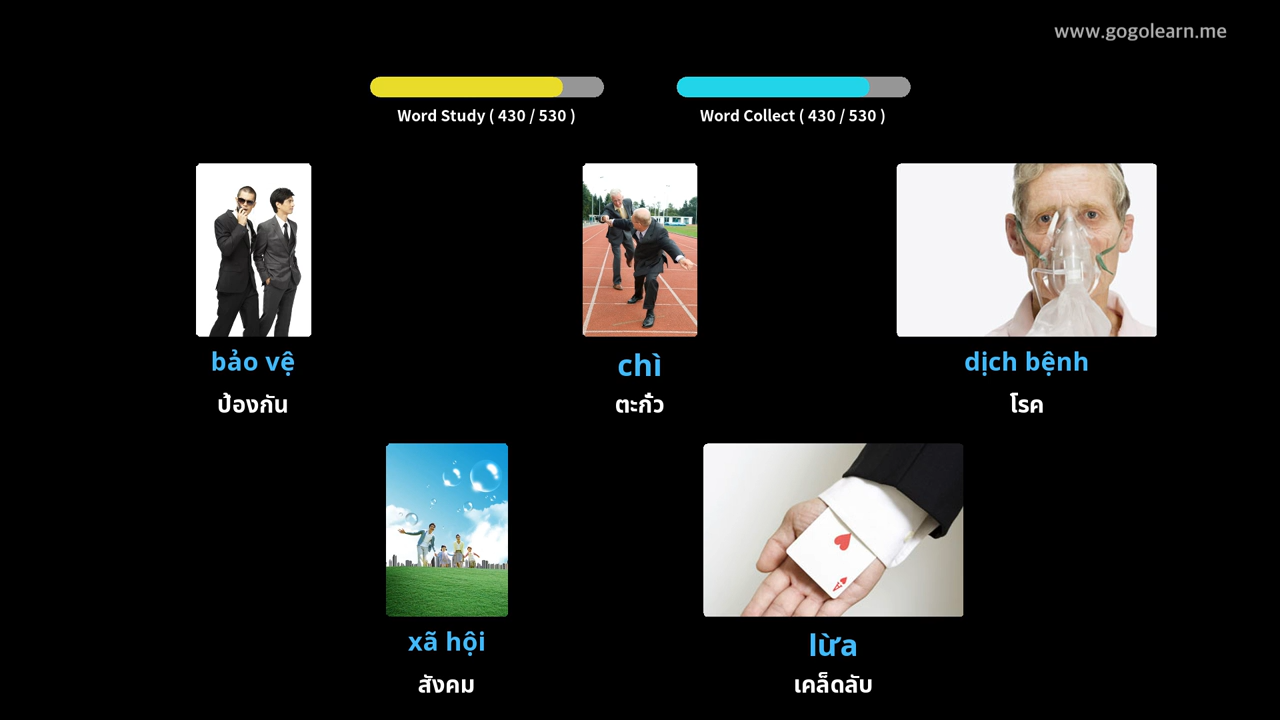 www.gogolearn.me
Word Study ( 430 / 530 )
Word Collect ( 430 / 530 )
bảo vệ
chì
dịch bệnh
ป้องกัน
ตะกั่ว
โรค
xã hội
lừa
สังคม
เคล็ดลับ